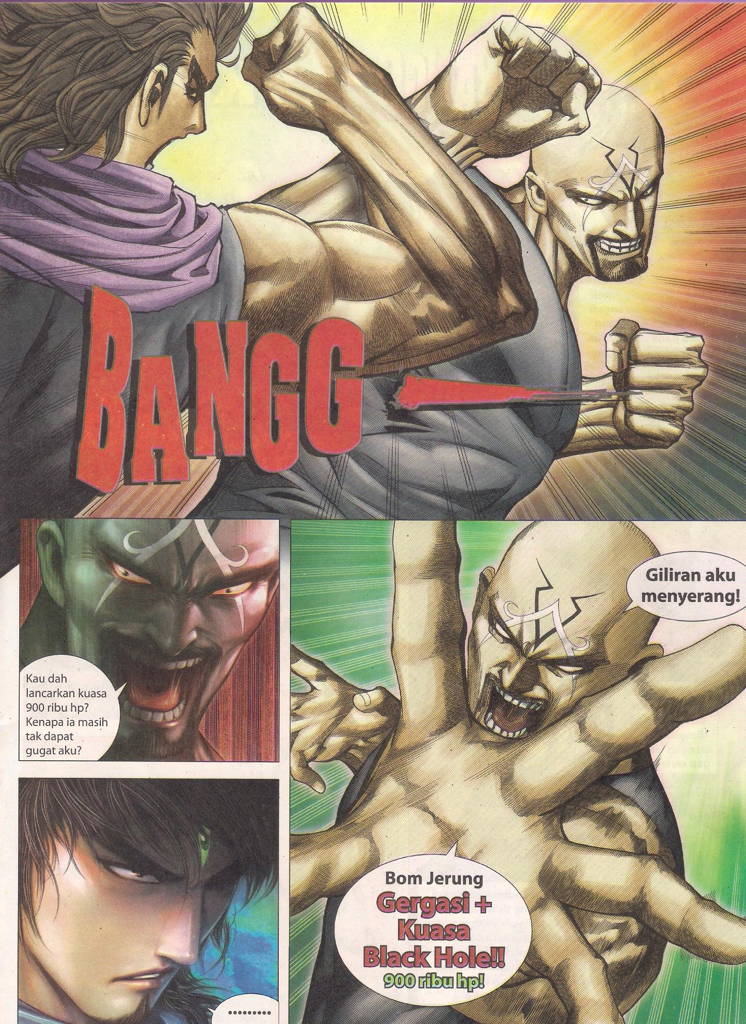 BANGG
Kau dah
lancarkan kuasa
900 ribu hp?
Kenapa ia masih
tak dapat
gugat aku?
Giliran aku
menyerang!
Bom Jerung
Gergasi +
Kuasa
Black Hole!!
900 ribu hp!
.........